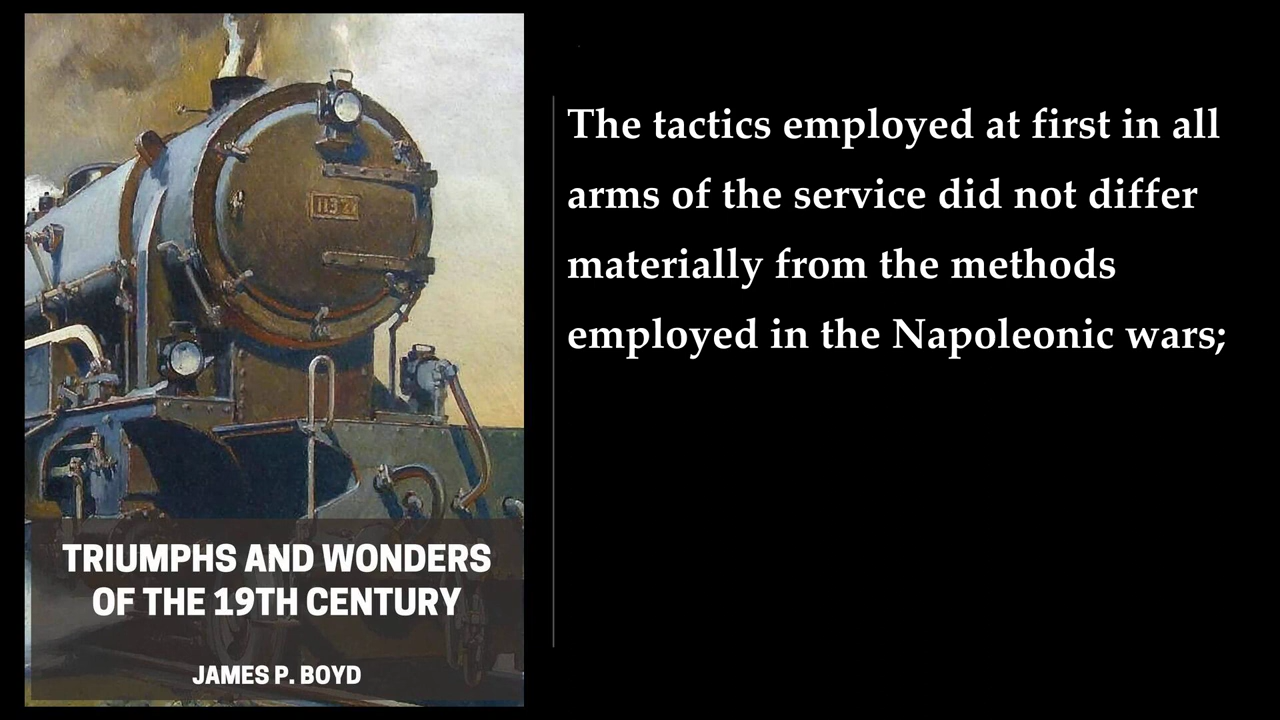 The tactics employed at first in all
arms of the service did not differ
materially from the methods
employed in the Napoleonic wars;
TRIUMPHS AND WONDERS
OF THE 19TH CENTURY
JAMES P. BOYD